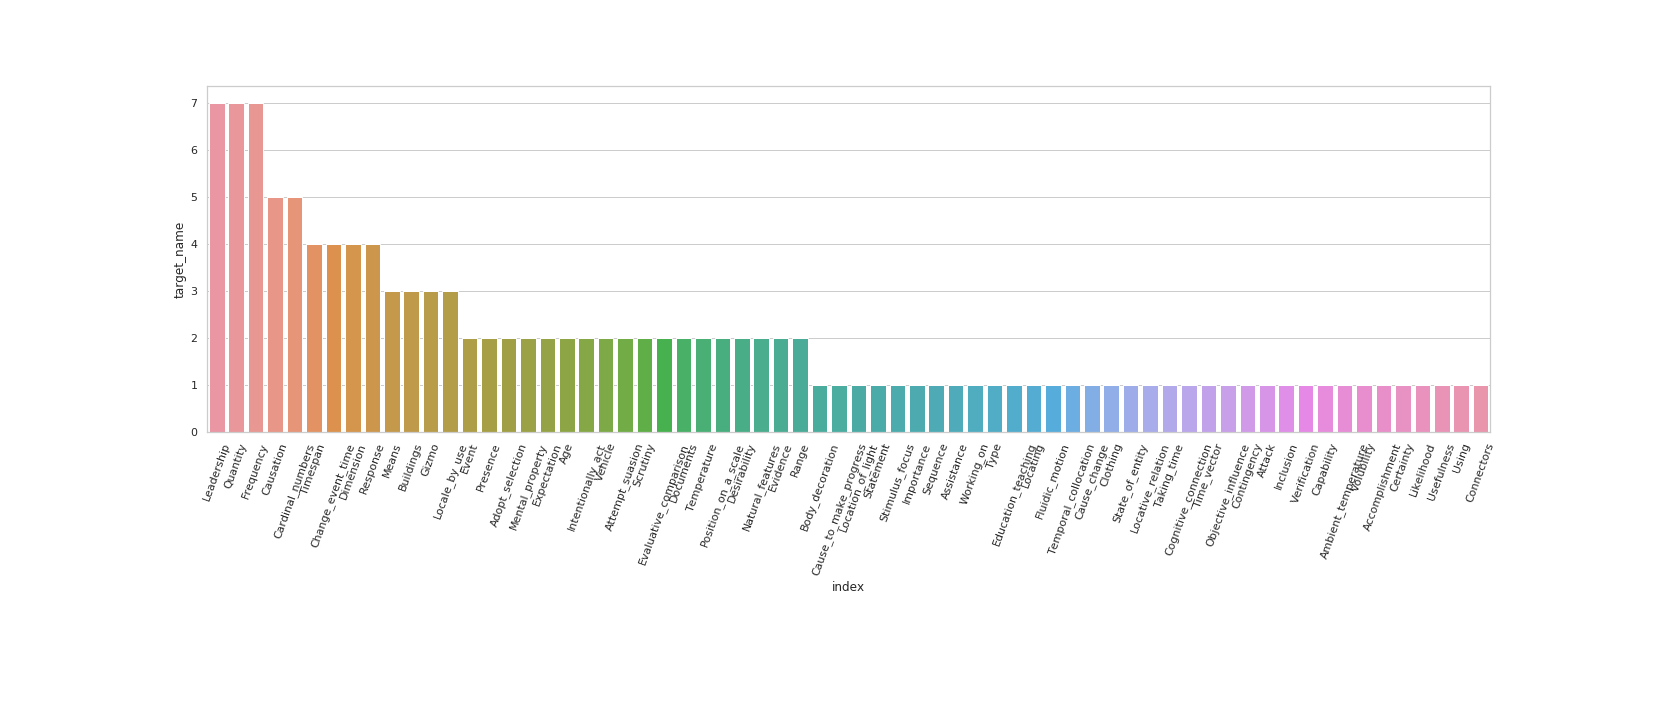 7
6
5
4
3
2
1
0
target_name
Leadership
Quantity
Frequency
Causation
Cardinal_numbers
Timespan
Change_event_time
Dimension
Response
Means
Buildings
Gizmo
Locale_by_use
Event
Presence
Adopt_selection
Mental_property
Expectation
Age
Intentionally_act
Vehicle
Attempt_suasion
Scrutiny
Evaluative_comparison
Documents
Temperature
Position_on_a_scale
Desirability
Natural_features
Evidence
Range
Body_decoration
Cause_to_make_progress
Location_of_light
Statement
Stimulus_focus
Importance
Sequence
Assistance
Working_on
Type
Education_teaching
Locating
Fluidic_motion
Temporal_collocation
Cause_change
Clothing
State_of_entity
Locative_relation
Taking_time
Cognitive_connection
Time_vector
Objective_influence
Contingency
Attack
Inclusion
Verification
Capability
Ambient_temperature
Volubility
Accomplishment
Certainty
Likelihood
Usefulness
Using
Connectors
index